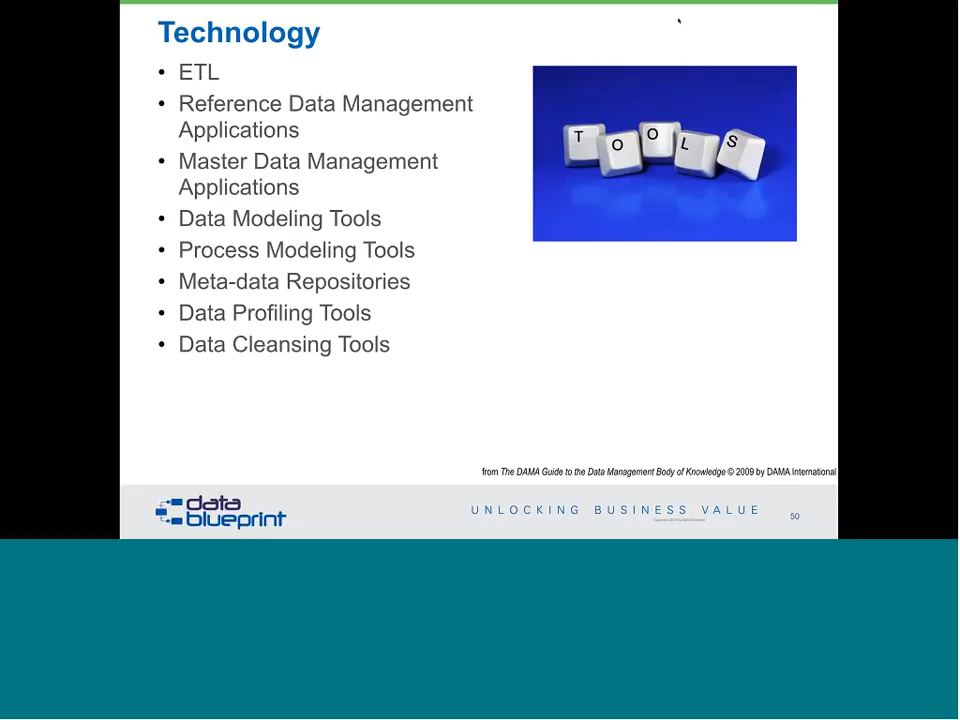 Technology
• ETL
• Reference Data Management
Applications
• Master Data Management
Applications
• Data Modeling Tools
• Process Modeling Tools
• Meta-data Repositories
• Data Profiling Tools
• Data Cleansing Tools
T O O L S
from The DAMA Guide to the Data Management Body of Knowledge © 2009 by DAMA International
data
blueprint
UNLOCKING BUSINESS VALUE
50